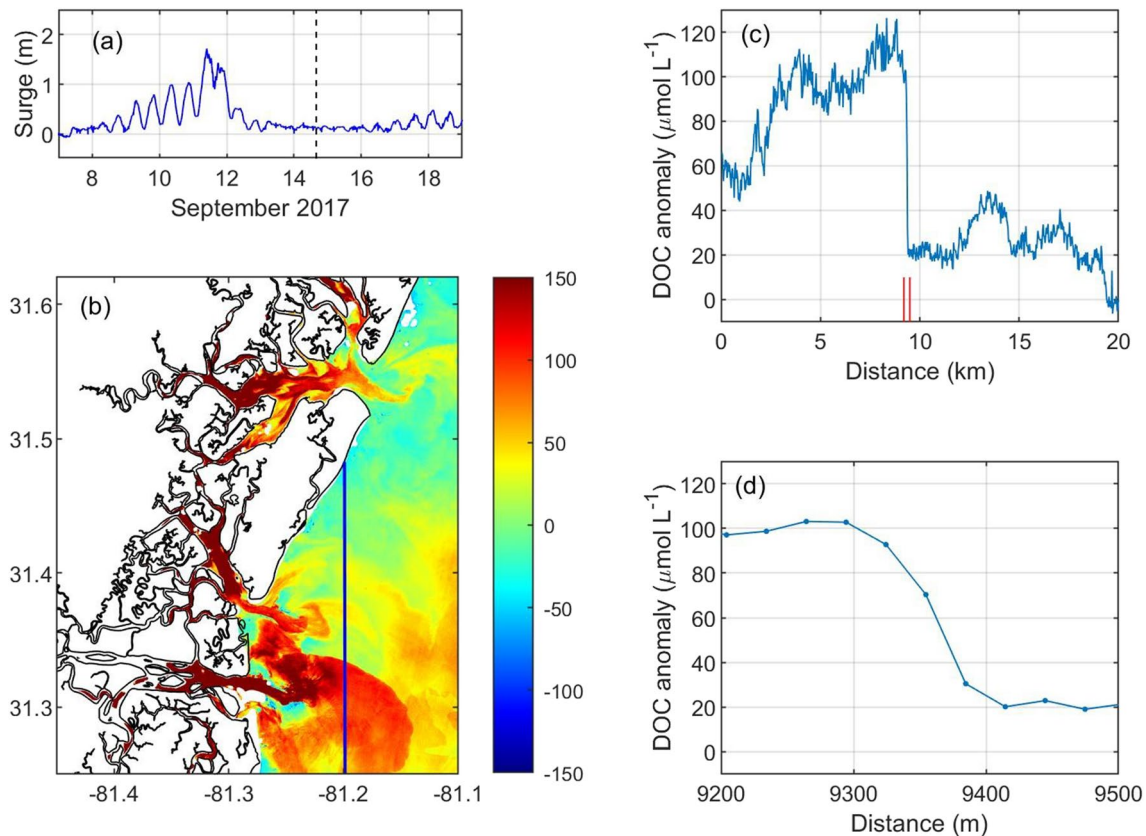 (a)
Surge (m)
2
1
0
8 10 12 14 16 18
September 2017
(b)
31.6
31.5
31.4
31.3
-81.4 -81.3 -81.2 -81.1
150
100
50
0
-50
-100
-150
(c)
DOC anomaly (μmol L⁻¹)
120
100
80
60
40
20
0
0 5 10 15 20
Distance (km)
(d)
DOC anomaly (μmol L⁻¹)
120
100
80
60
40
20
0
9200 9300 9400 9500
Distance (m)